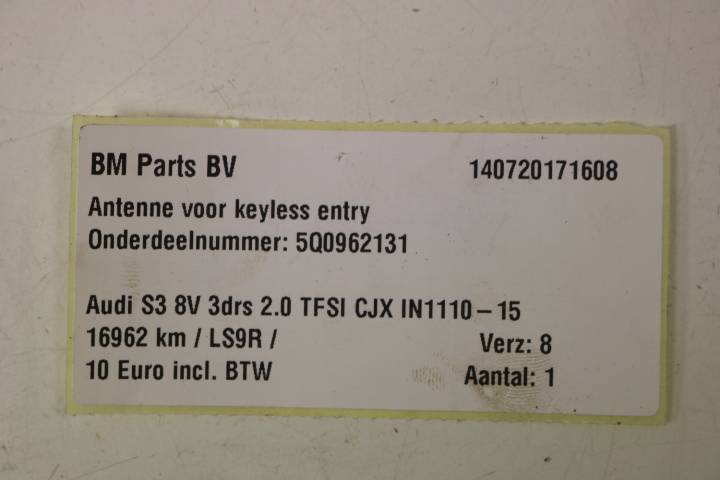 BM Parts BV 140720171608
Antenne voor keyless entry
Onderdeelnummer: 5Q0962131
Audi S3 8V 3drs 2.0 TFSI CJX IN1110-15
16962 km / LS9R / Verz: 8
10 Euro incl. BTW Aantal: 1